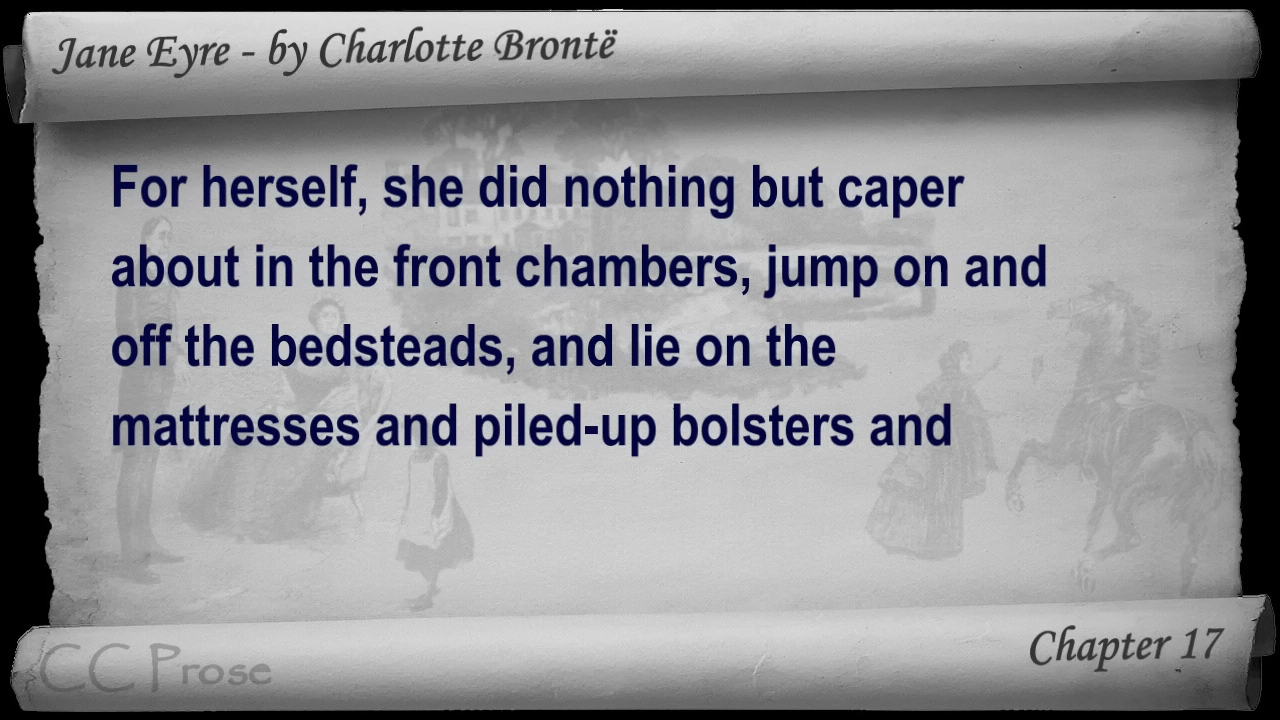 Jane Eyre - by Charlotte Brontë
For herself, she did nothing but caper
about in the front chambers, jump on and
off the bedsteads, and lie on the
mattresses and piled-up bolsters and
CC Prose
Chapter 17